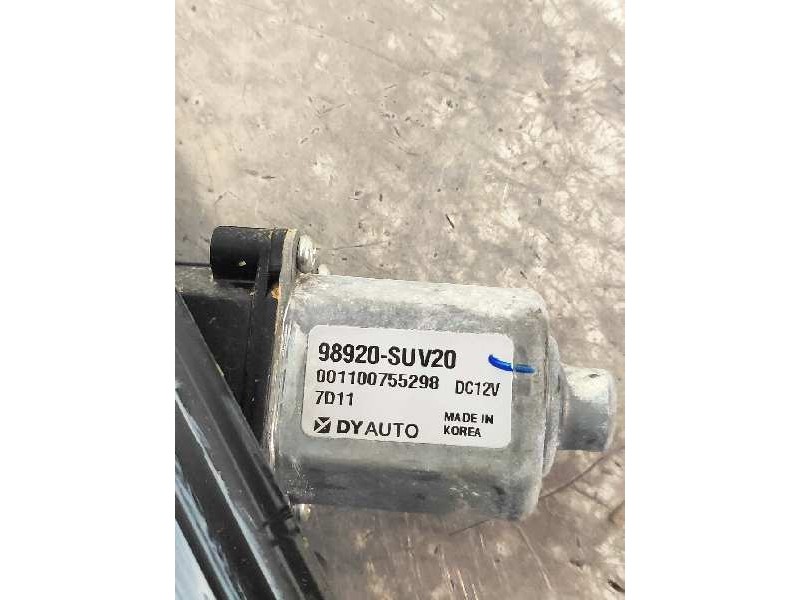 98920-SUV20
001100755298 DC12V
7D11
DYAUTO
MADE IN
KOREA